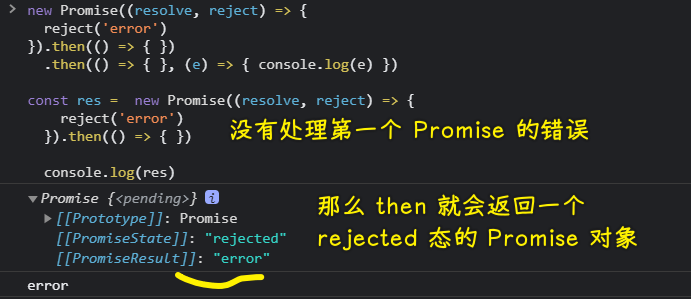 > new Promise((resolve, reject) => {
reject('error')
}).then(() => { })
.then(() => { }, (e) => { console.log(e) })
const res =  new Promise((resolve, reject) => {
reject('error')
}).then(() => { })
没有处理第一个 Promise 的错误
console.log(res)
▼Promise {<pending>} i
▶[[Prototype]]: Promise
[[PromiseState]]: "rejected"
[[PromiseResult]]: "error"
那么 then 就会返回一个
rejected 态的 Promise 对象
error